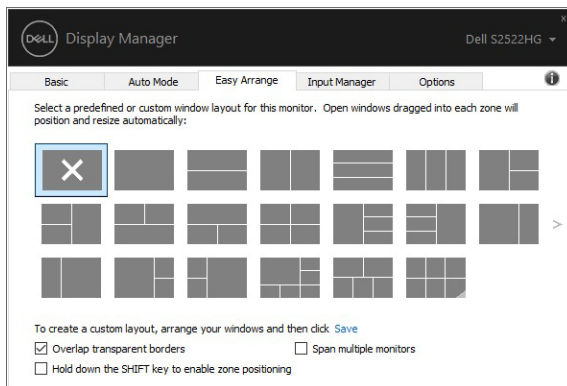 x
DELL Display Manager Dell S2522HG
Basic Auto Mode Easy Arrange Input Manager Options i
Select a predefined or custom window layout for this monitor. Open windows dragged into each zone will
position and resize automatically:
>
To create a custom layout, arrange your windows and then click Save
Overlap transparent borders Span multiple monitors
Hold down the SHIFT key to enable zone positioning